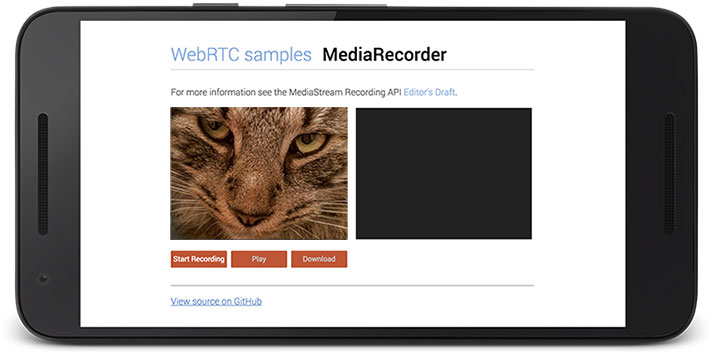 WebRTC samples MediaRecorder
For more information see the MediaStream Recording API Editor's Draft.
Start Recording Play Download
View source on GitHub